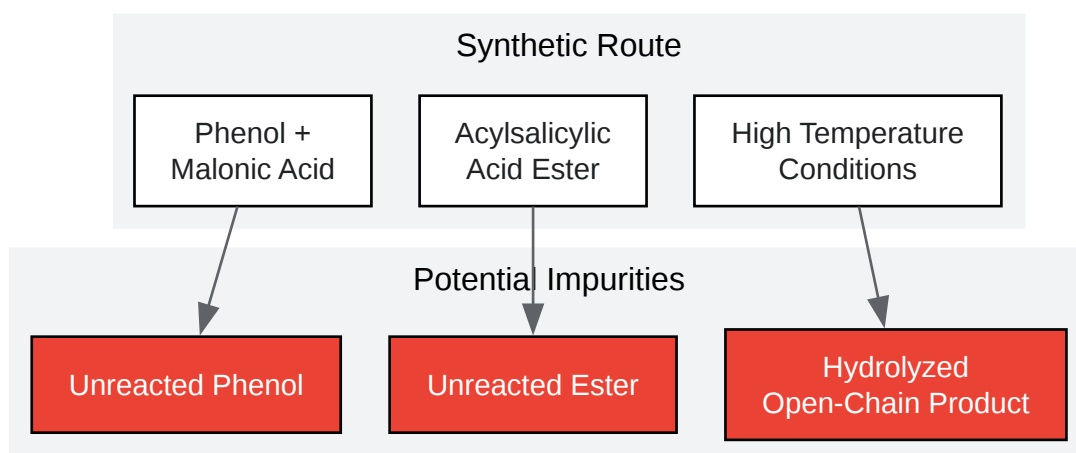 Synthetic Route
Phenol +
Malonic Acid
Acylsalicylic
Acid Ester
High Temperature
Conditions
Potential Impurities
Unreacted Phenol
Unreacted Ester
Hydrolyzed
Open-Chain Product